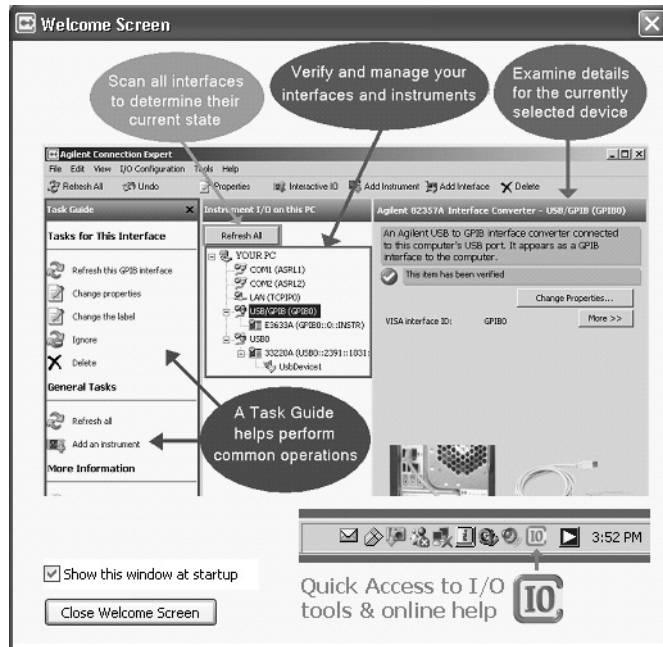 Welcome Screen
Scan all interfaces
to determine their
current state
Verify and manage your
interfaces and instruments
Examine details
for the currently
selected device
Agilent Connection Expert
File Edit View I/O Configuration Tools Help
Refresh All Undo Properties Interactive IO Add Instrument Add Interface Delete
Task Guide
Instrument I/O on this PC
Agilent 82357A Interface Converter - USB/GPIB (GPIB0)
Tasks for This Interface
Refresh this GPIB interface
Change properties
Change the label
Ignore
Delete
General Tasks
Refresh all
Add an instrument
More Information
Refresh All
YOUR PC
COM1 (ASRL1)
COM2 (ASRL2)
LAN (TCPIP0)
USB/GPIB (GPIB0)
E3633A (GPIB0::0::INSTR)
USB0
33220A (USB0::2391::1031:
UsbDevice1
An Agilent USB to GPIB interface converter connected
to this computer's USB port. It appears as a GPIB
interface to the computer.
This item has been verified
Change Properties...
VISA interface ID: GPIB0
More >>
A Task Guide
helps perform
common operations
IO 3:52 PM
Show this window at startup
Close Welcome Screen
Quick Access to I/O
tools & online help
IO